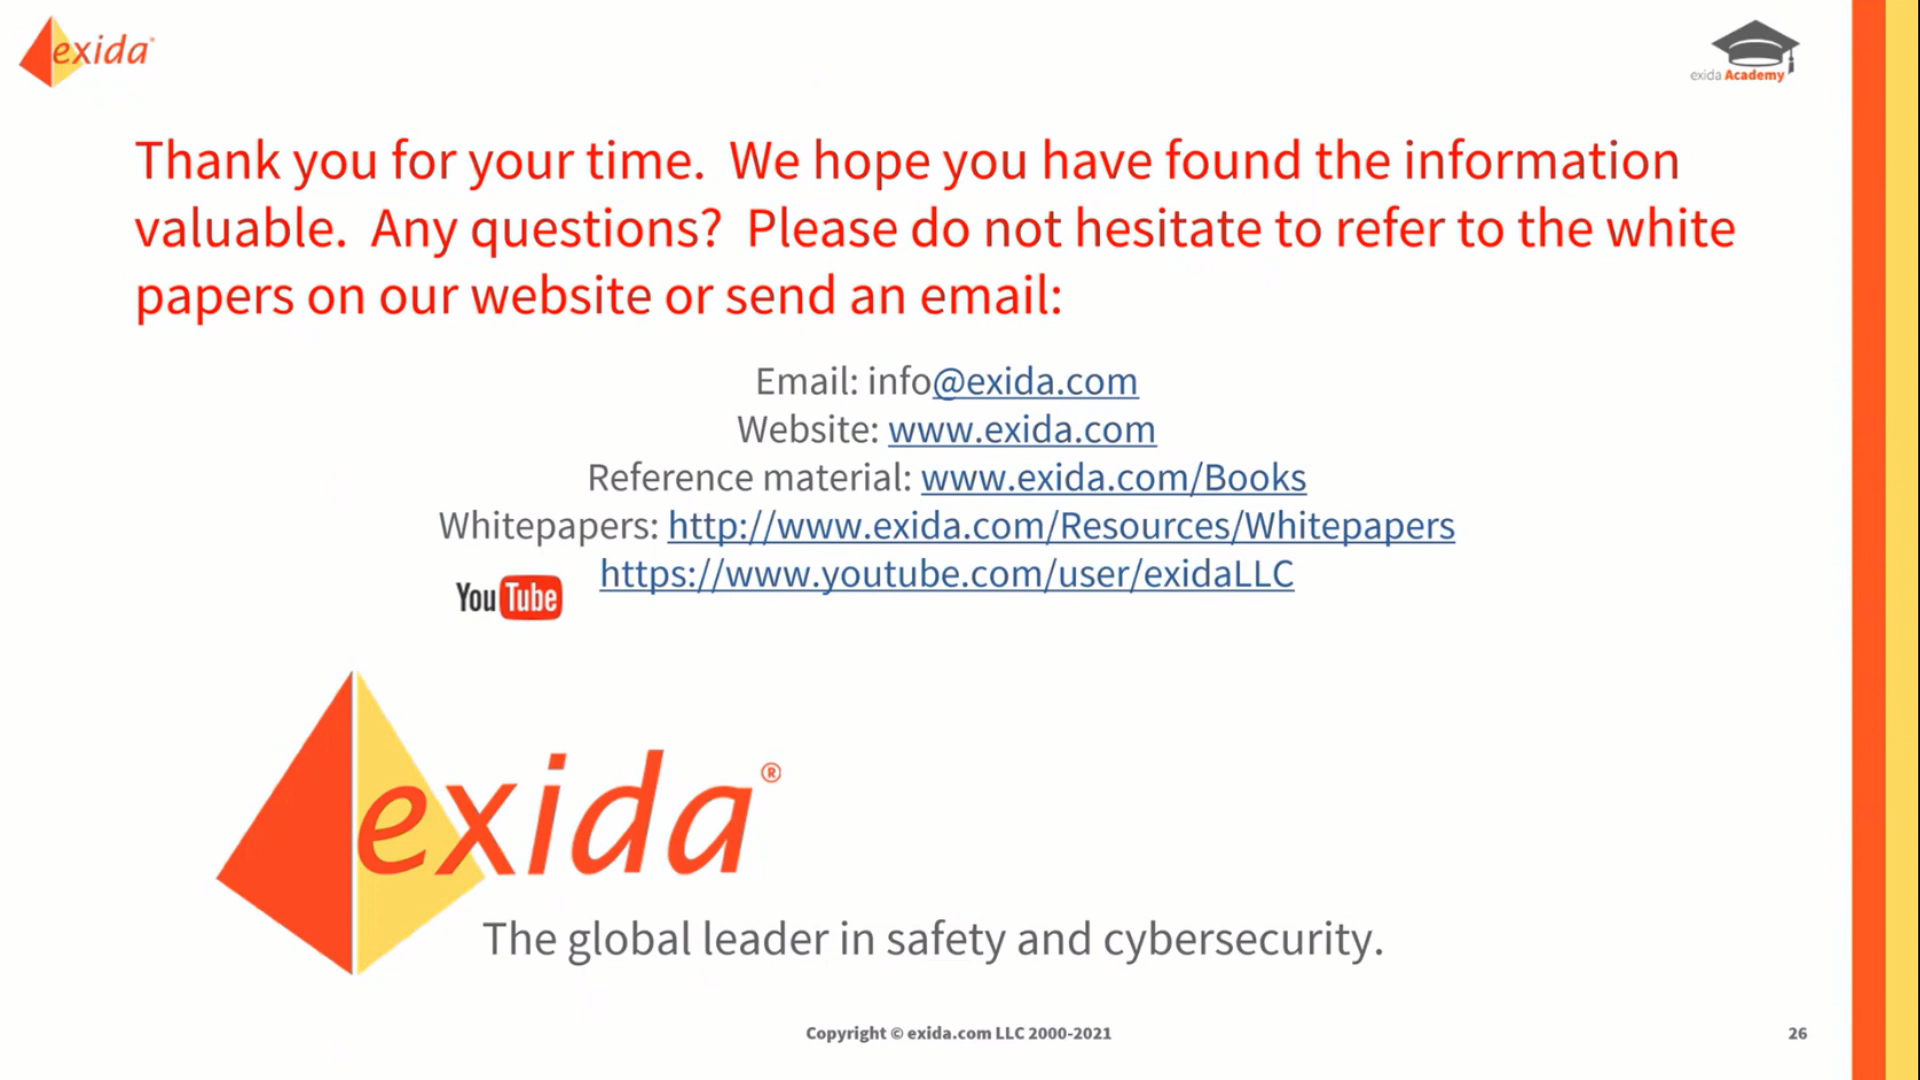 exida
exida Academy
Thank you for your time.  We hope you have found the information
valuable.  Any questions?  Please do not hesitate to refer to the white
papers on our website or send an email:
Email: info@exida.com
Website: www.exida.com
Reference material: www.exida.com/Books
Whitepapers: http://www.exida.com/Resources/Whitepapers
https://www.youtube.com/user/exidaLLC
YouTube
exida®
The global leader in safety and cybersecurity.
Copyright © exida.com LLC 2000-2021
26